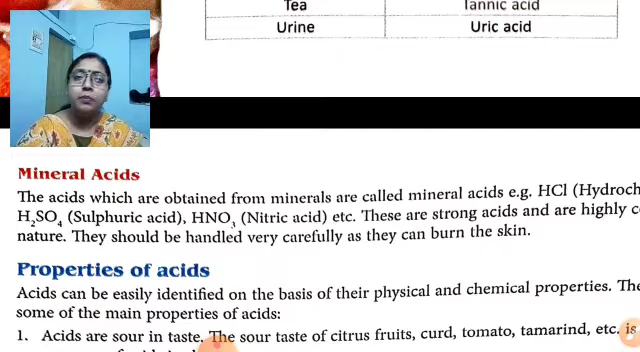 Tea Tannic acid
Urine Uric acid
Mineral Acids
The acids which are obtained from minerals are called mineral acids e.g. HCl (Hydroch
H₂SO₄ (Sulphuric acid), HNO₃ (Nitric acid) etc. These are strong acids and are highly c
nature. They should be handled very carefully as they can burn the skin.
Properties of acids
Acids can be easily identified on the basis of their physical and chemical properties. The
some of the main properties of acids:
1. Acids are sour in taste. The sour taste of citrus fruits, curd, tomato, tamarind, etc. is